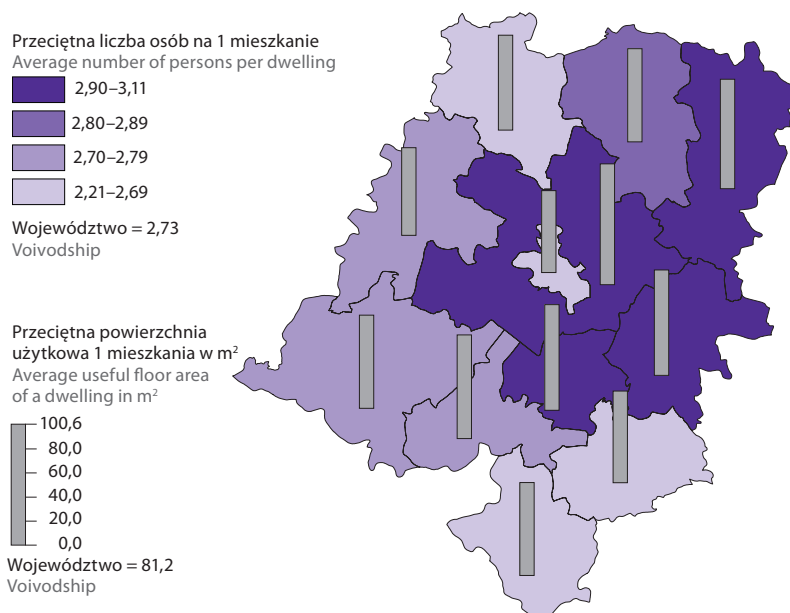 Przeciętna liczba osób na 1 mieszkanie
Average number of persons per dwelling
2,90–3,11
2,80–2,89
2,70–2,79
2,21–2,69
Województwo = 2,73
Voivodship
Przeciętna powierzchnia
użytkowa 1 mieszkania w m²
Average useful floor area
of a dwelling in m²
100,6
80,0
60,0
40,0
20,0
0,0
Województwo = 81,2
Voivodship